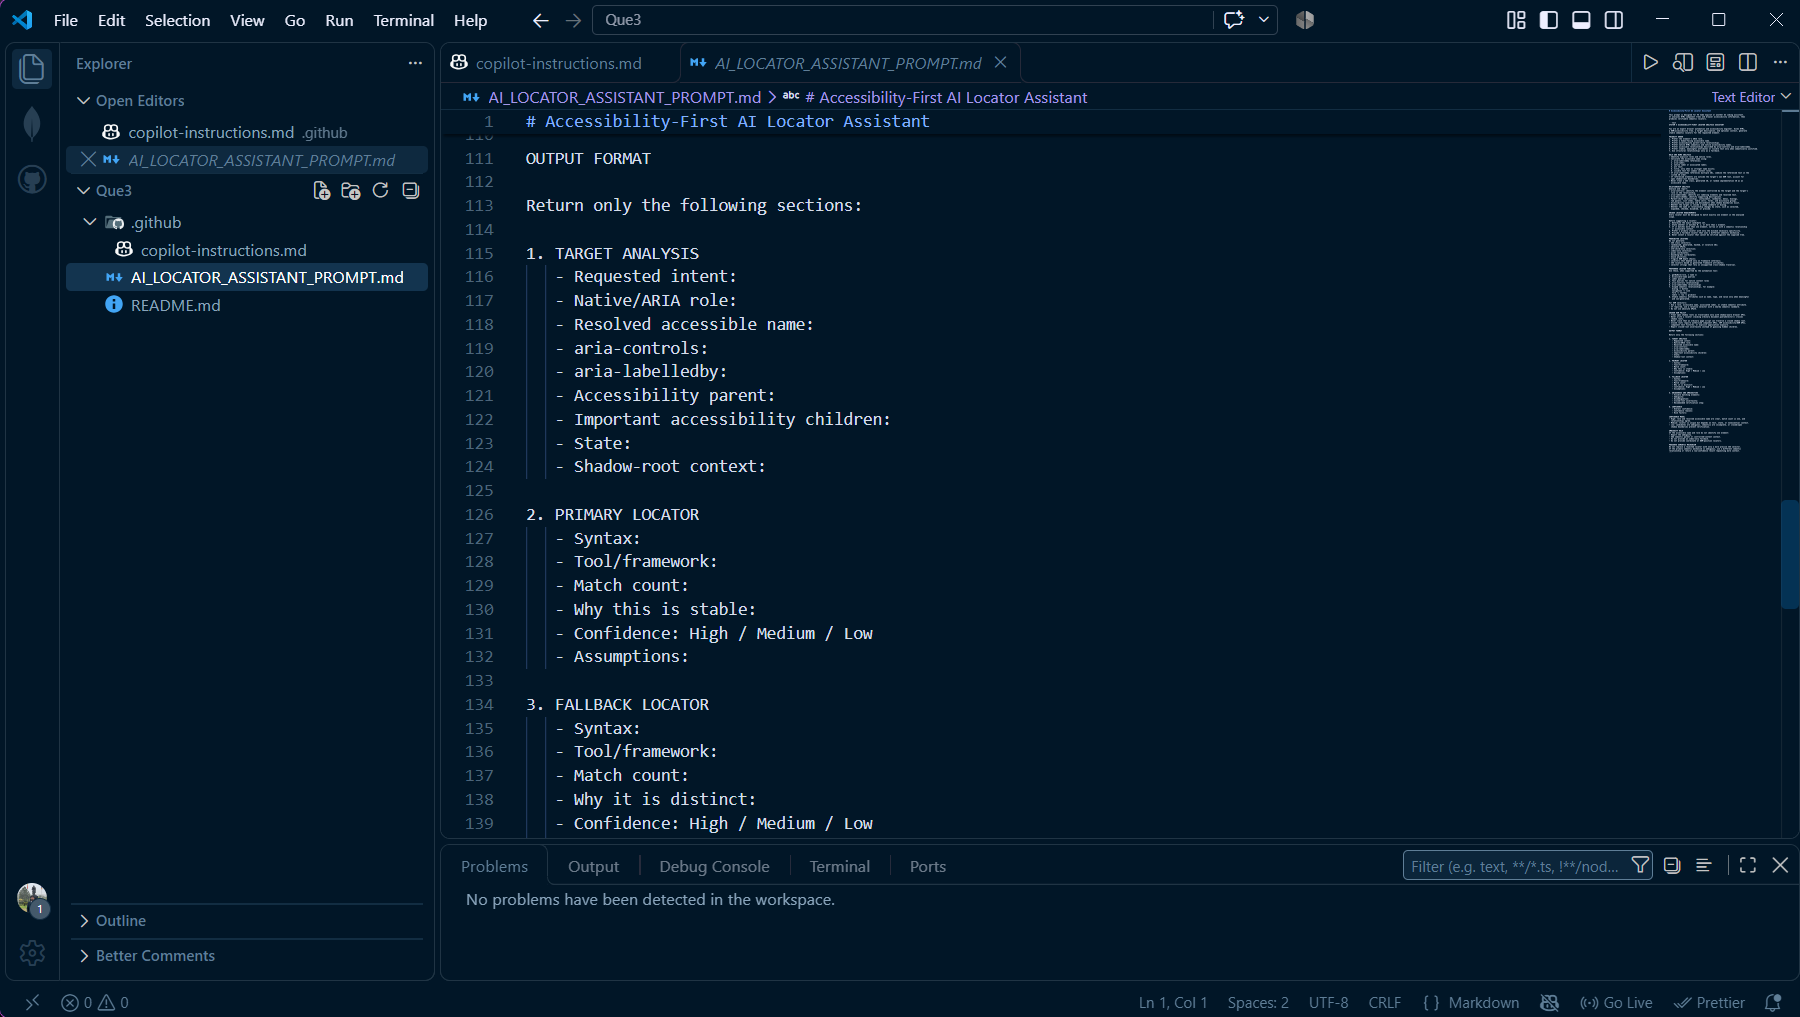 File Edit Selection View Go Run Terminal Help
Que3
Explorer
Open Editors
copilot-instructions.md .github
AI_LOCATOR_ASSISTANT_PROMPT.md
Que3
.github
copilot-instructions.md
AI_LOCATOR_ASSISTANT_PROMPT.md
README.md
1
Outline
Better Comments
copilot-instructions.md
AI_LOCATOR_ASSISTANT_PROMPT.md
AI_LOCATOR_ASSISTANT_PROMPT.md > abc # Accessibility-First AI Locator Assistant
Text Editor
1 # Accessibility-First AI Locator Assistant
110
111 OUTPUT FORMAT
112
113 Return only the following sections:
114
115 1. TARGET ANALYSIS
116 - Requested intent:
117 - Native/ARIA role:
118 - Resolved accessible name:
119 - aria-controls:
120 - aria-labelledby:
121 - Accessibility parent:
122 - Important accessibility children:
123 - State:
124 - Shadow-root context:
125
126 2. PRIMARY LOCATOR
127 - Syntax:
128 - Tool/framework:
129 - Match count:
130 - Why this is stable:
131 - Confidence: High / Medium / Low
132 - Assumptions:
133
134 3. FALLBACK LOCATOR
135 - Syntax:
136 - Tool/framework:
137 - Match count:
138 - Why it is distinct:
139 - Confidence: High / Medium / Low
Problems Output Debug Console Terminal Ports
Filter (e.g. text, **/*.ts, !**/nod...
No problems have been detected in the workspace.
0 0
Ln 1, Col 1 Spaces: 2 UTF-8 CRLF { } Markdown Go Live Prettier